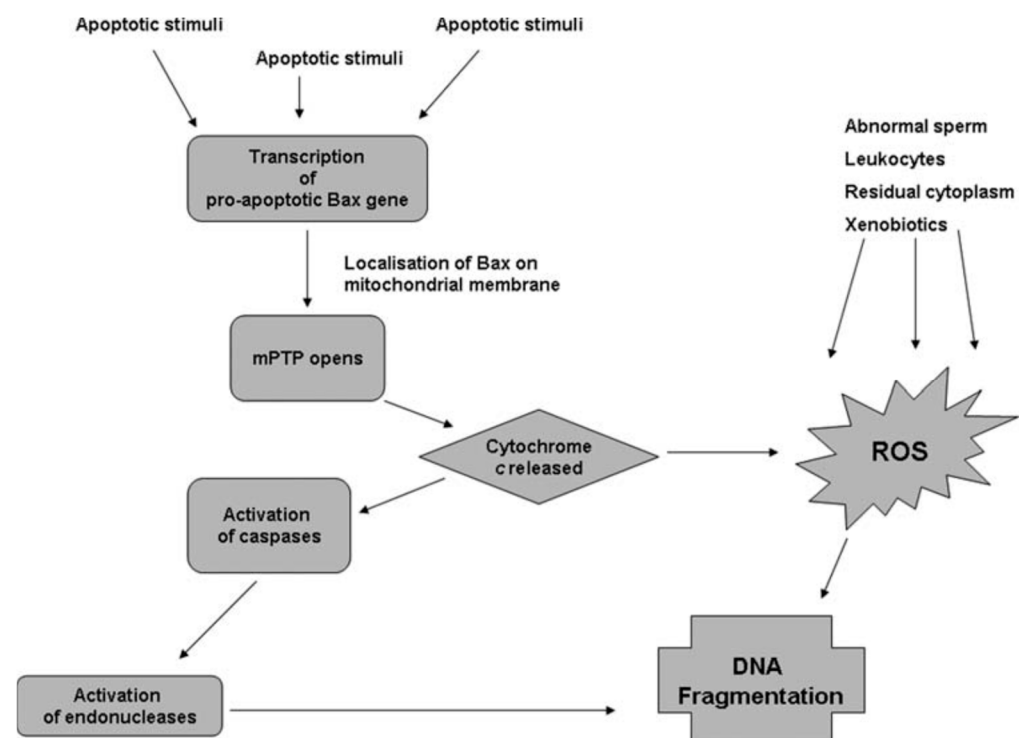 Apoptotic stimuli
Apoptotic stimuli
Apoptotic stimuli
Transcription
of
pro-apoptotic Bax gene
Localisation of Bax on
mitochondrial membrane
mPTP opens
Abnormal sperm
Leukocytes
Residual cytoplasm
Xenobiotics
Cytochrome
c released
ROS
Activation
of caspases
Activation
of endonucleases
DNA
Fragmentation